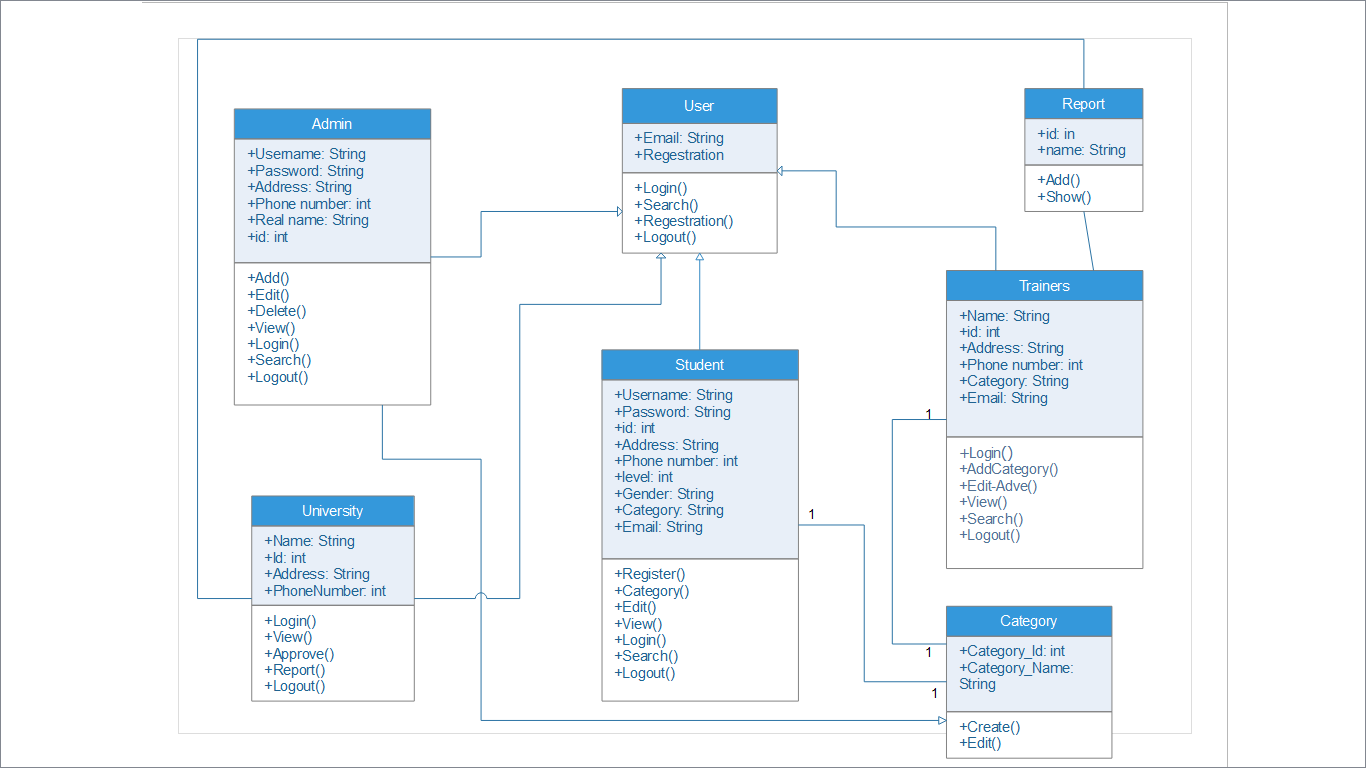 Admin
+Username: String
+Password: String
+Address: String
+Phone number: int
+Real name: String
+id: int
+Add()
+Edit()
+Delete()
+View()
+Login()
+Search()
+Logout()
User
+Email: String
+Regestration
+Login()
+Search()
+Regestration()
+Logout()
Report
+id: in
+name: String
+Add()
+Show()
Trainers
+Name: String
+id: int
+Address: String
+Phone number: int
+Category: String
+Email: String
+Login()
+AddCategory()
+Edit-Adve()
+View()
+Search()
+Logout()
Student
+Username: String
+Password: String
+id: int
+Address: String
+Phone number: int
+level: int
+Gender: String
+Category: String
+Email: String
+Register()
+Category()
+Edit()
+View()
+Login()
+Search()
+Logout()
University
+Name: String
+Id: int
+Address: String
+PhoneNumber: int
+Login()
+View()
+Approve()
+Report()
+Logout()
Category
+Category_Id: int
+Category_Name:
String
+Create()
+Edit()
1
1
1
1